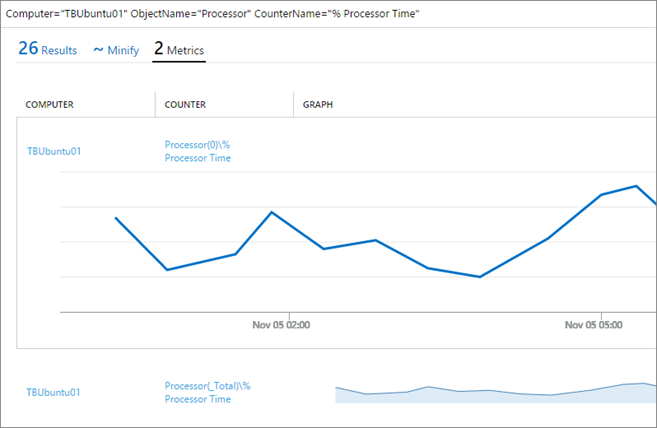 Computer="TBUbuntu01" ObjectName="Processor" CounterName="% Processor Time"
26 Results ~ Minify 2 Metrics
COMPUTER COUNTER GRAPH
TBUbuntu01 Processor(0)\%
Processor Time
Nov 05 02:00 Nov 05 05:00
TBUbuntu01 Processor(_Total)\%
Processor Time